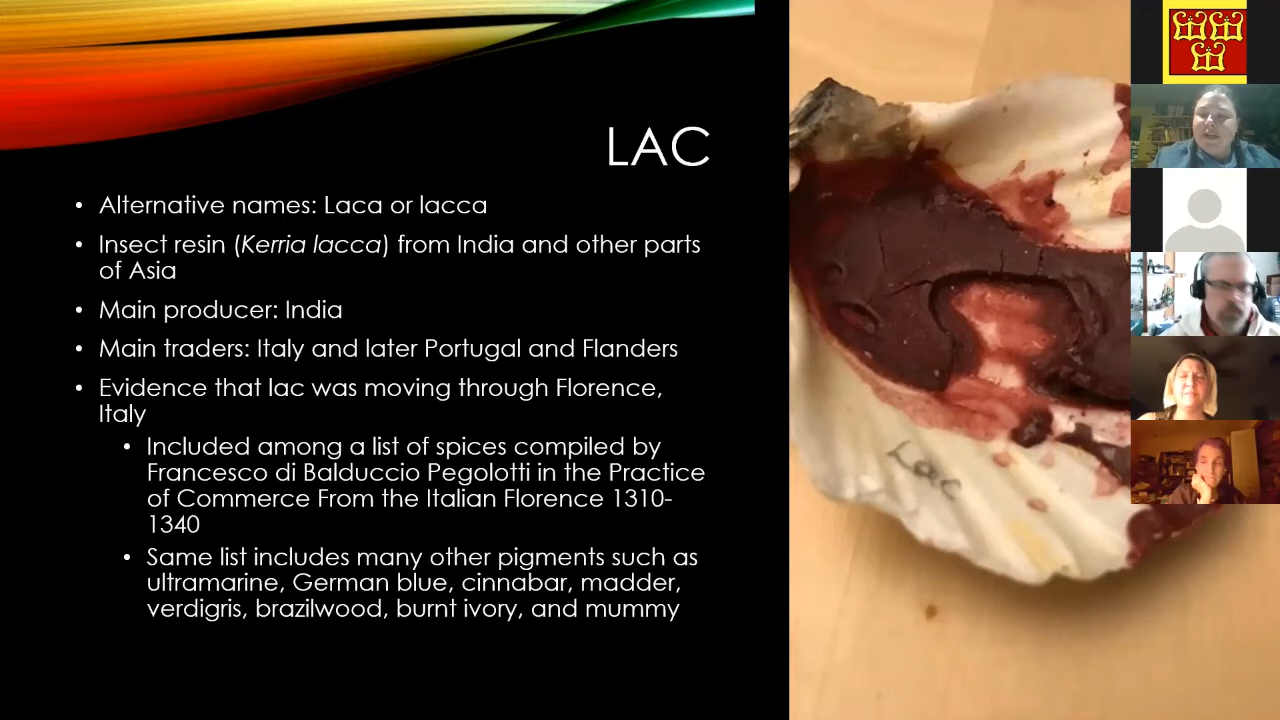 LAC
• Alternative names: Laca or lacca
• Insect resin (Kerria lacca) from India and other parts
of Asia
• Main producer: India
• Main traders: Italy and later Portugal and Flanders
• Evidence that lac was moving through Florence,
Italy
• Included among a list of spices compiled by
Francesco di Balduccio Pegolotti in the Practice
of Commerce From the Italian Florence 1310-
1340
• Same list includes many other pigments such as
ultramarine, German blue, cinnabar, madder,
verdigris, brazilwood, burnt ivory, and mummy
Lac